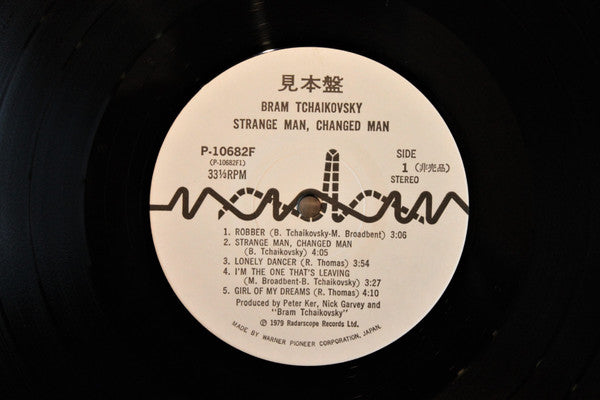 見本盤
BRAM TCHAIKOVSKY
STRANGE MAN, CHANGED MAN
P-10682F
(P-10682F1)
33⅓RPM
SIDE
1 (非売品)
STEREO
radar
1. ROBBER (B. Tchaikovsky-M. Broadbent) 3:06
2. STRANGE MAN, CHANGED MAN
(B. Tchaikovsky) 4:05
3. LONELY DANCER (R. Thomas) 3:54
4. I'M THE ONE THAT'S LEAVING
(M. Broadbent-B. Tchaikovsky) 3:27
5. GIRL OF MY DREAMS (R. Thomas) 4:10
Produced by Peter Ker, Nick Garvey and
"Bram Tchaikovsky"
Ⓟ 1979 Radarscope Records Ltd.
MADE BY WARNER PIONEER CORPORATION, JAPAN.